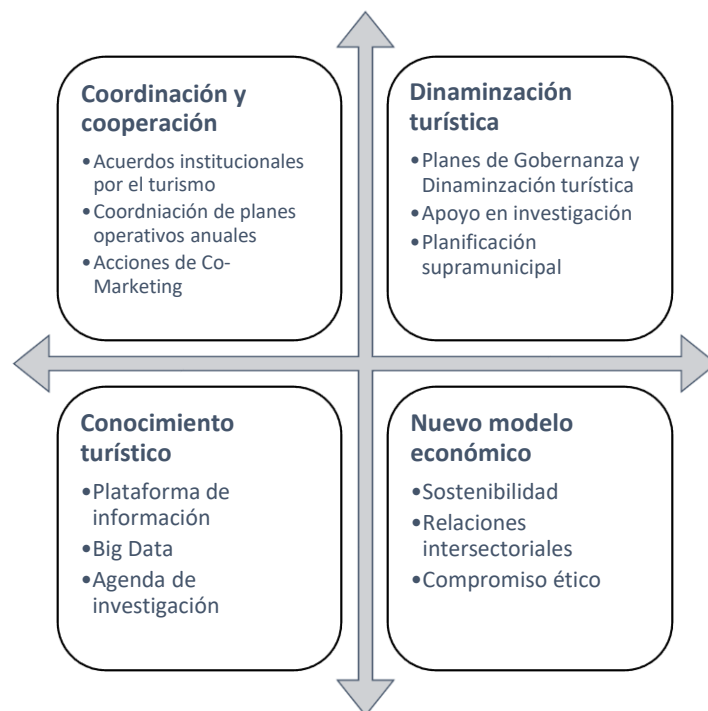 Coordinación y
cooperación
•Acuerdos institucionales
por el turismo
•Coordniación de planes
operativos anuales
•Acciones de Co-
Marketing
Dinaminzación
turística
•Planes de Gobernanza y
Dinaminzación turística
•Apoyo en investigación
•Planificación
supramunicipal
Conocimiento
turístico
•Plataforma de
información
•Big Data
•Agenda de
investigación
Nuevo modelo
económico
•Sostenibilidad
•Relaciones
intersectoriales
•Compromiso ético